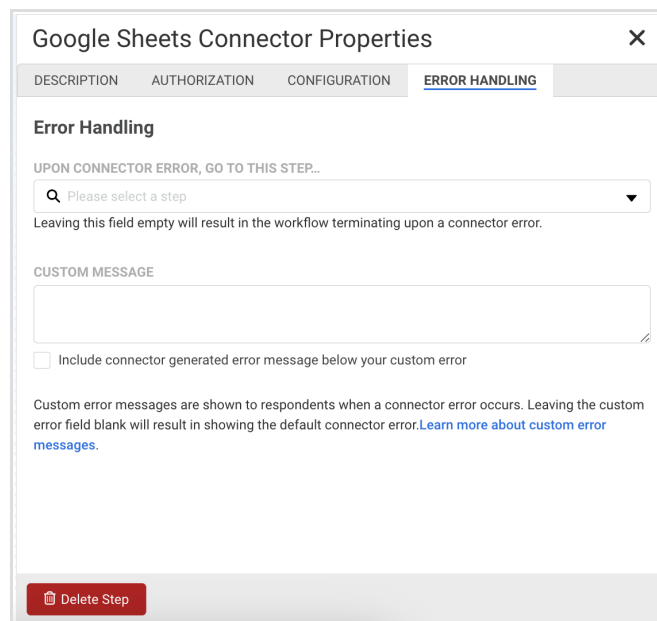 Google Sheets Connector Properties
DESCRIPTION AUTHORIZATION CONFIGURATION ERROR HANDLING
Error Handling
UPON CONNECTOR ERROR, GO TO THIS STEP...
Please select a step
Leaving this field empty will result in the workflow terminating upon a connector error.
CUSTOM MESSAGE
Include connector generated error message below your custom error
Custom error messages are shown to respondents when a connector error occurs. Leaving the custom
error field blank will result in showing the default connector error.Learn more about custom error
messages.
Delete Step